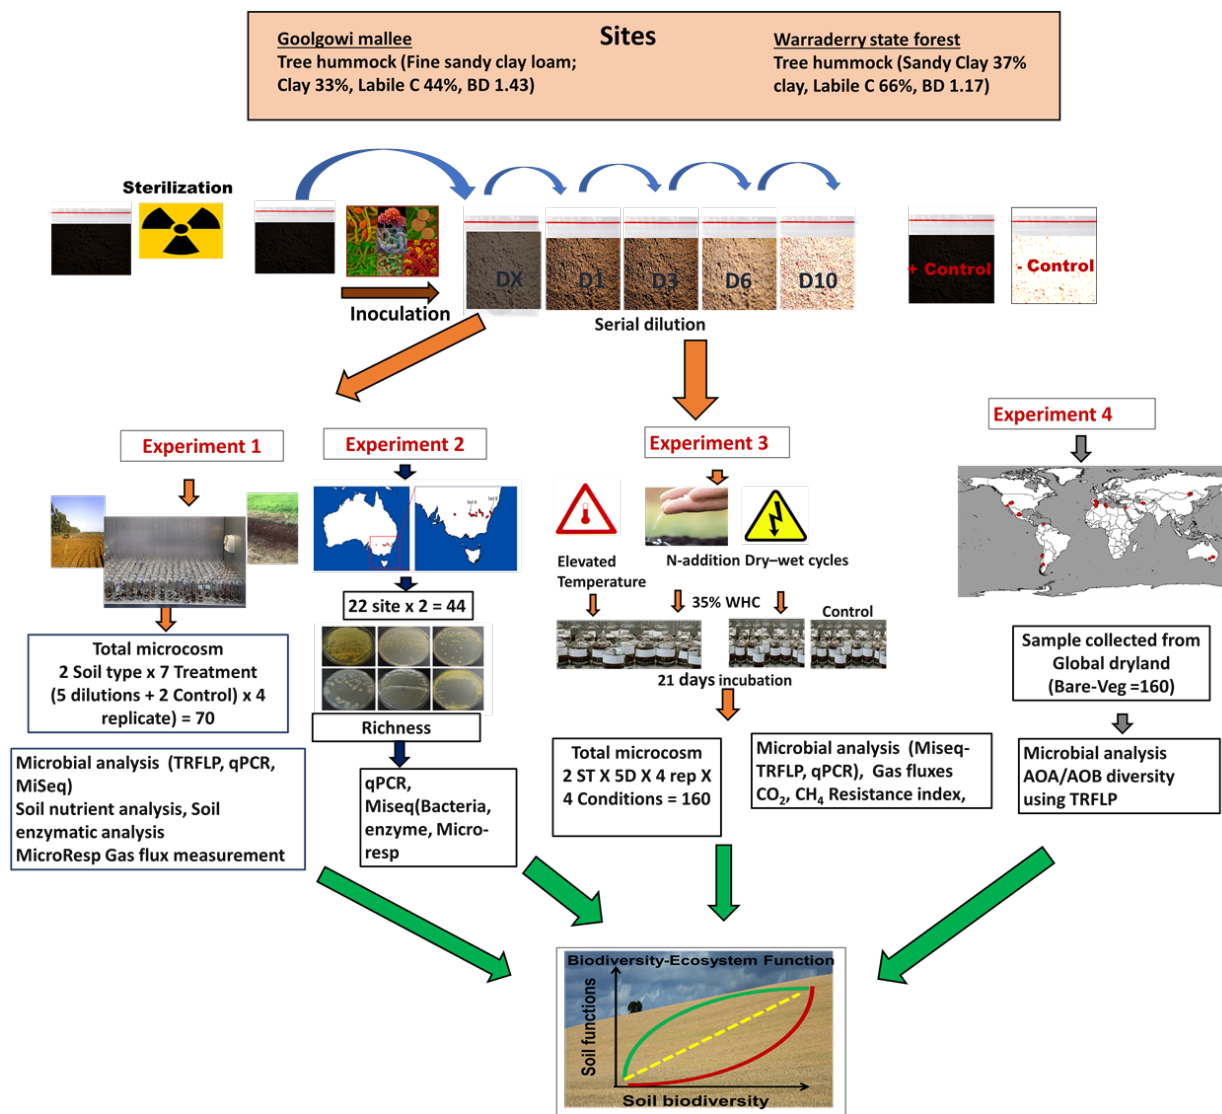 Sites
Goolgowi mallee
Tree hummock (Fine sandy clay loam;
Clay 33%, Labile C 44%, BD 1.43)
Warraderry state forest
Tree hummock (Sandy Clay 37%
clay, Labile C 66%, BD 1.17)
Sterilization
Inoculation
DX
D1
D3
D6
D10
Serial dilution
+ Control
- Control
Experiment 1
Total microcosm
2 Soil type x 7 Treatment
(5 dilutions + 2 Control) x 4
replicate) = 70
Microbial analysis (TRFLP, qPCR,
MiSeq)
Soil nutrient analysis, Soil
enzymatic analysis
MicroResp Gas flux measurement
Experiment 2
22 site x 2 = 44
Richness
qPCR,
Miseq(Bacteria,
enzyme, Micro-
resp
Experiment 3
Elevated
Temperature
N-addition Dry–wet cycles
35% WHC
Control
21 days incubation
Total microcosm
2 ST X 5D X 4 rep X
4 Conditions = 160
Microbial analysis (Miseq-
TRFLP, qPCR), Gas fluxes
CO₂, CH₄ Resistance index,
Experiment 4
Sample collected from
Global dryland
(Bare-Veg =160)
Microbial analysis
AOA/AOB diversity
using TRFLP
Biodiversity-Ecosystem Function
Soil functions
Soil biodiversity